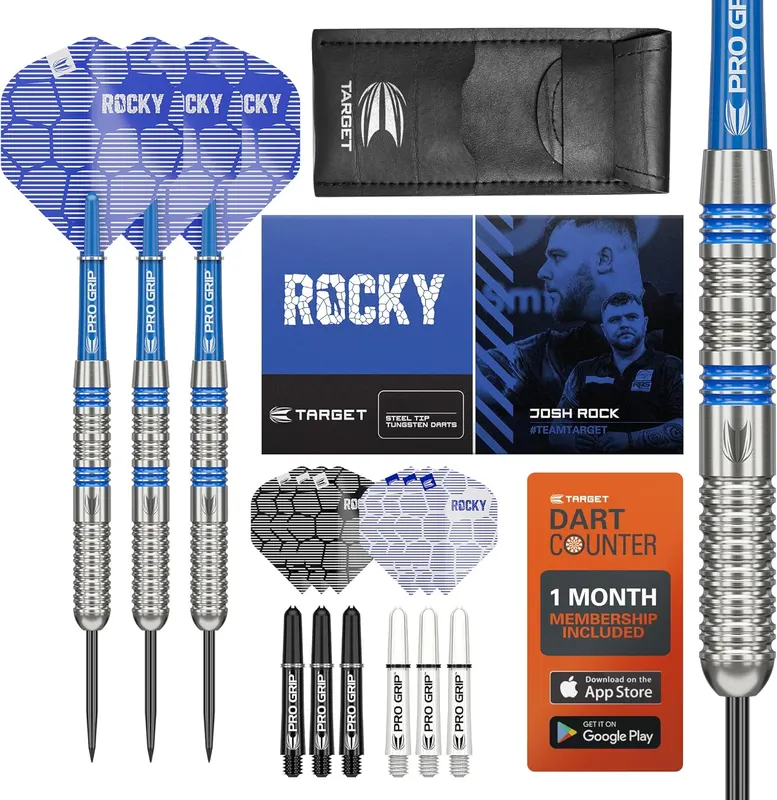 ROCKY
OCKY
CKY
PRO GRIP
PRO GRIP
PRO GRIP
TARGET
PRO GRIP
ROCKY
TARGET
STEEL TIP
TUNGSTEN DARTS
JOSH ROCK
#TEAMTARGET
RO
ROCKY
PRO GRIP
PRO GRIP
PRO GRIP
PRO GRIP
PRO GRIP
PRO GRIP
TARGET
DART
COUNTER
1 MONTH
MEMBERSHIP
INCLUDED
Download on the
App Store
GET IT ON
Google Play